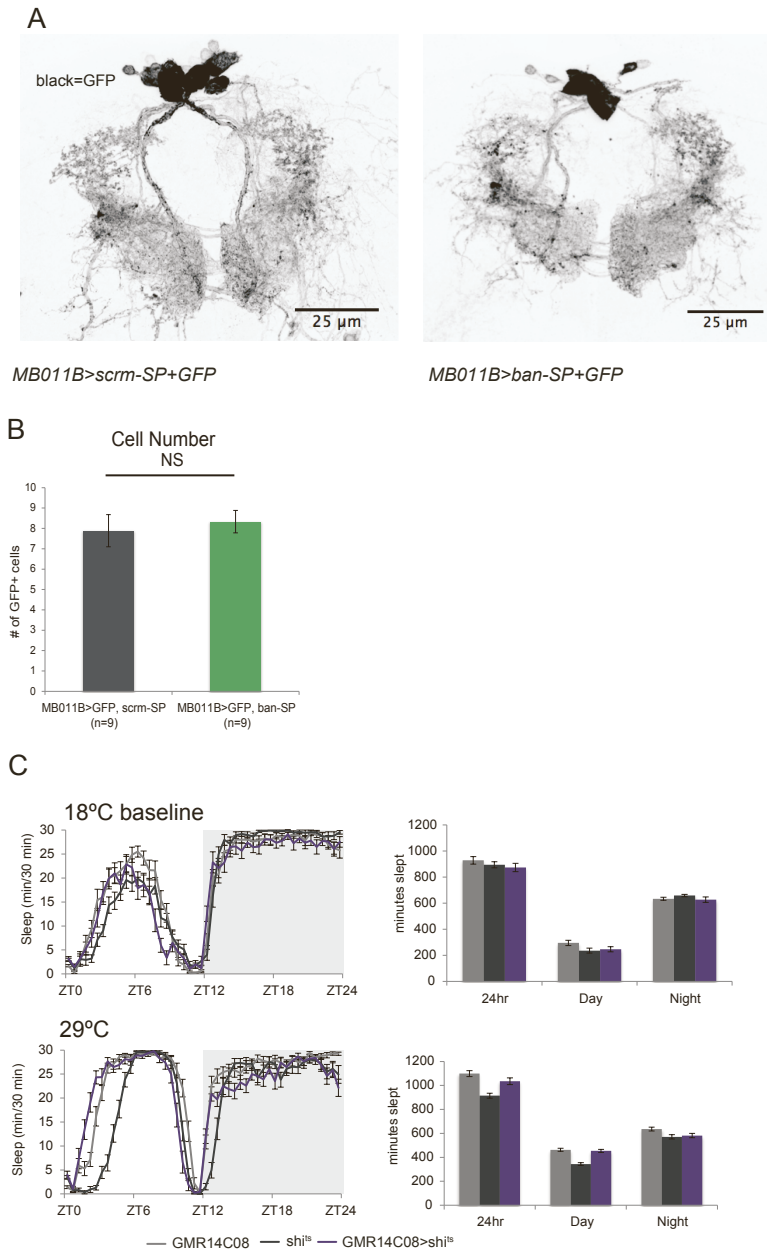 A
black=GFP
25 μm
25 μm
MB011B>scrm-SP+GFP
MB011B>ban-SP+GFP
B
Cell Number
NS
# of GFP+ cells
10
9
8
7
6
5
4
3
2
1
0
MB011B>GFP, scrm-SP
(n=9)
MB011B>GFP, ban-SP
(n=9)
C
18ºC baseline
Sleep (min/30 min)
30
25
20
15
10
5
0
ZT0 ZT6 ZT12 ZT18 ZT24
minutes slept
1200
1000
800
600
400
200
0
24hr Day Night
29ºC
Sleep (min/30 min)
30
25
20
15
10
5
0
ZT0 ZT6 ZT12 ZT18 ZT24
minutes slept
1200
1000
800
600
400
200
0
24hr Day Night
GMR14C08 shiᵗˢ GMR14C08>shiᵗˢ